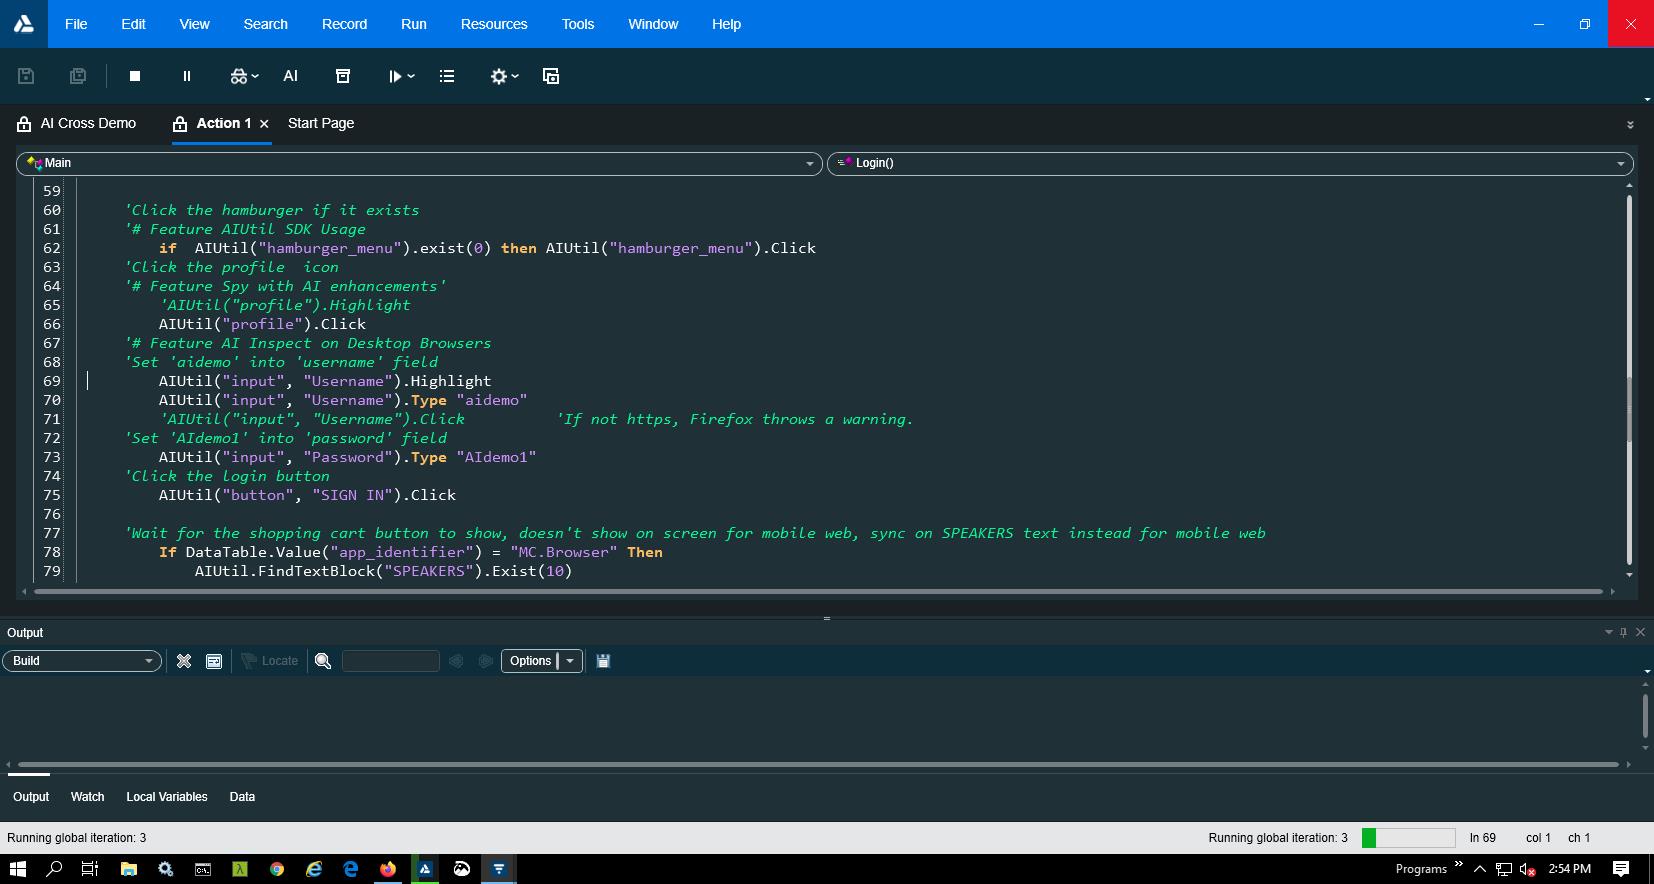 File Edit View Search Record Run Resources Tools Window Help
AI
AI Cross Demo Action 1 Start Page
Main Login()
59
60 'Click the hamburger if it exists
61 '# Feature AIUtil SDK Usage
62 if AIUtil("hamburger_menu").exist(0) then AIUtil("hamburger_menu").Click
63 'Click the profile  icon
64 '# Feature Spy with AI enhancements'
65 'AIUtil("profile").Highlight
66 AIUtil("profile").Click
67 '# Feature AI Inspect on Desktop Browsers
68 'Set 'aidemo' into 'username' field
69 AIUtil("input", "Username").Highlight
70 AIUtil("input", "Username").Type "aidemo"
71 'AIUtil("input", "Username").Click 'If not https, Firefox throws a warning.
72 'Set 'AIdemo1' into 'password' field
73 AIUtil("input", "Password").Type "AIdemo1"
74 'Click the login button
75 AIUtil("button", "SIGN IN").Click
76
77 'Wait for the shopping cart button to show, doesn't show on screen for mobile web, sync on SPEAKERS text instead for mobile web
78 If DataTable.Value("app_identifier") = "MC.Browser" Then
79 AIUtil.FindTextBlock("SPEAKERS").Exist(10)
Output
Build Locate Options
Output Watch Local Variables Data
Running global iteration: 3 Running global iteration: 3 ln 69 col 1 ch 1
Programs 2:54 PM